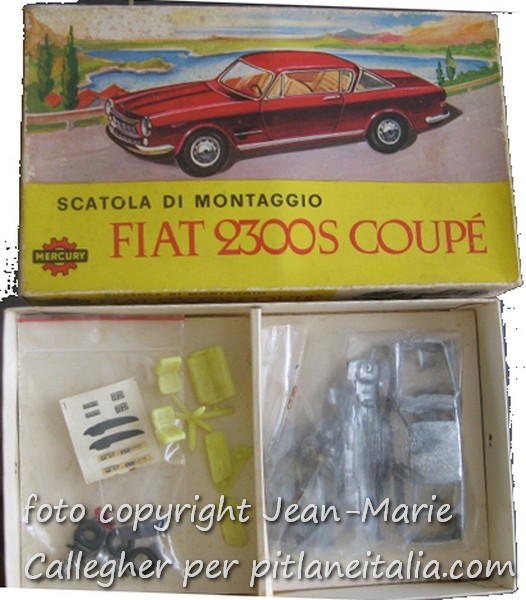 SCATOLA DI MONTAGGIO
FIAT 2300S COUPÉ
MERCURY
foto copyright Jean-Marie
Callegher per pitlaneitalia.com